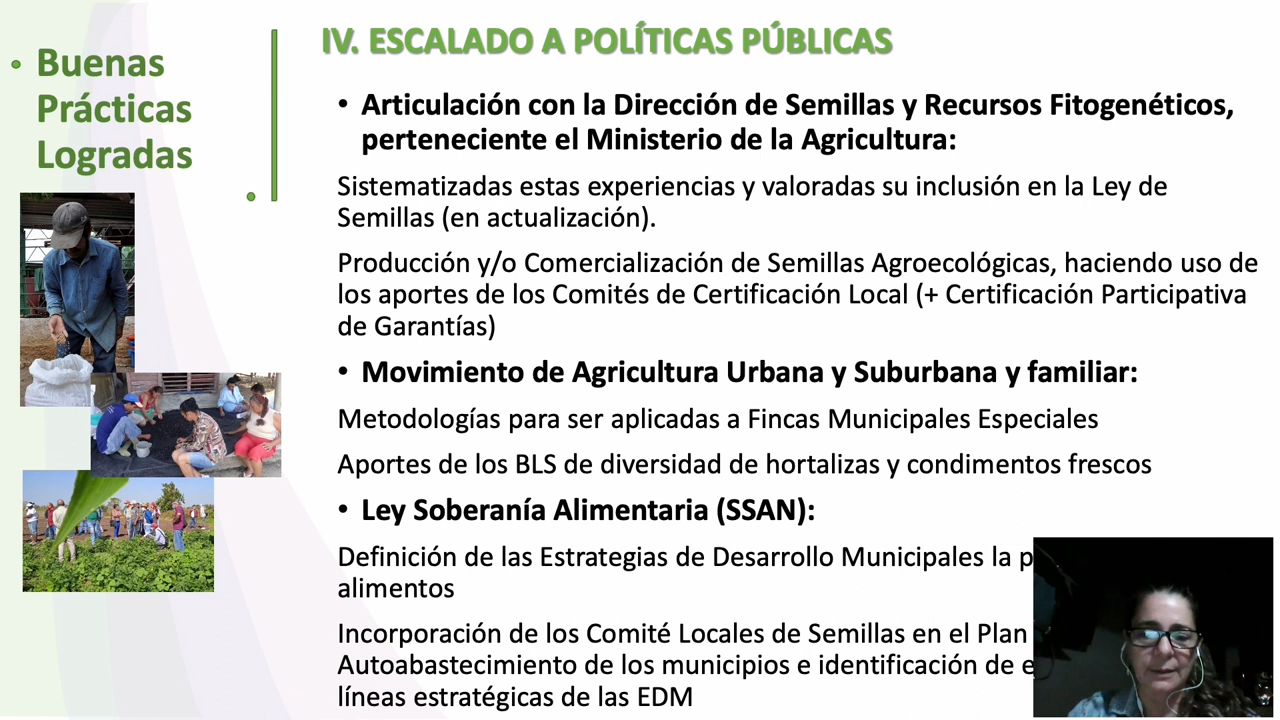 Buenas
Prácticas
Logradas
IV. ESCALADO A POLÍTICAS PÚBLICAS
• Articulación con la Dirección de Semillas y Recursos Fitogenéticos,
perteneciente el Ministerio de la Agricultura:
Sistematizadas estas experiencias y valoradas su inclusión en la Ley de
Semillas (en actualización).
Producción y/o Comercialización de Semillas Agroecológicas, haciendo uso de
los aportes de los Comités de Certificación Local (+ Certificación Participativa
de Garantías)
• Movimiento de Agricultura Urbana y Suburbana y familiar:
Metodologías para ser aplicadas a Fincas Municipales Especiales
Aportes de los BLS de diversidad de hortalizas y condimentos frescos
• Ley Soberanía Alimentaria (SSAN):
Definición de las Estrategias de Desarrollo Municipales la
alimentos
Incorporación de los Comité Locales de Semillas en el Plan
Autoabastecimiento de los municipios e identificación de
líneas estratégicas de las EDM